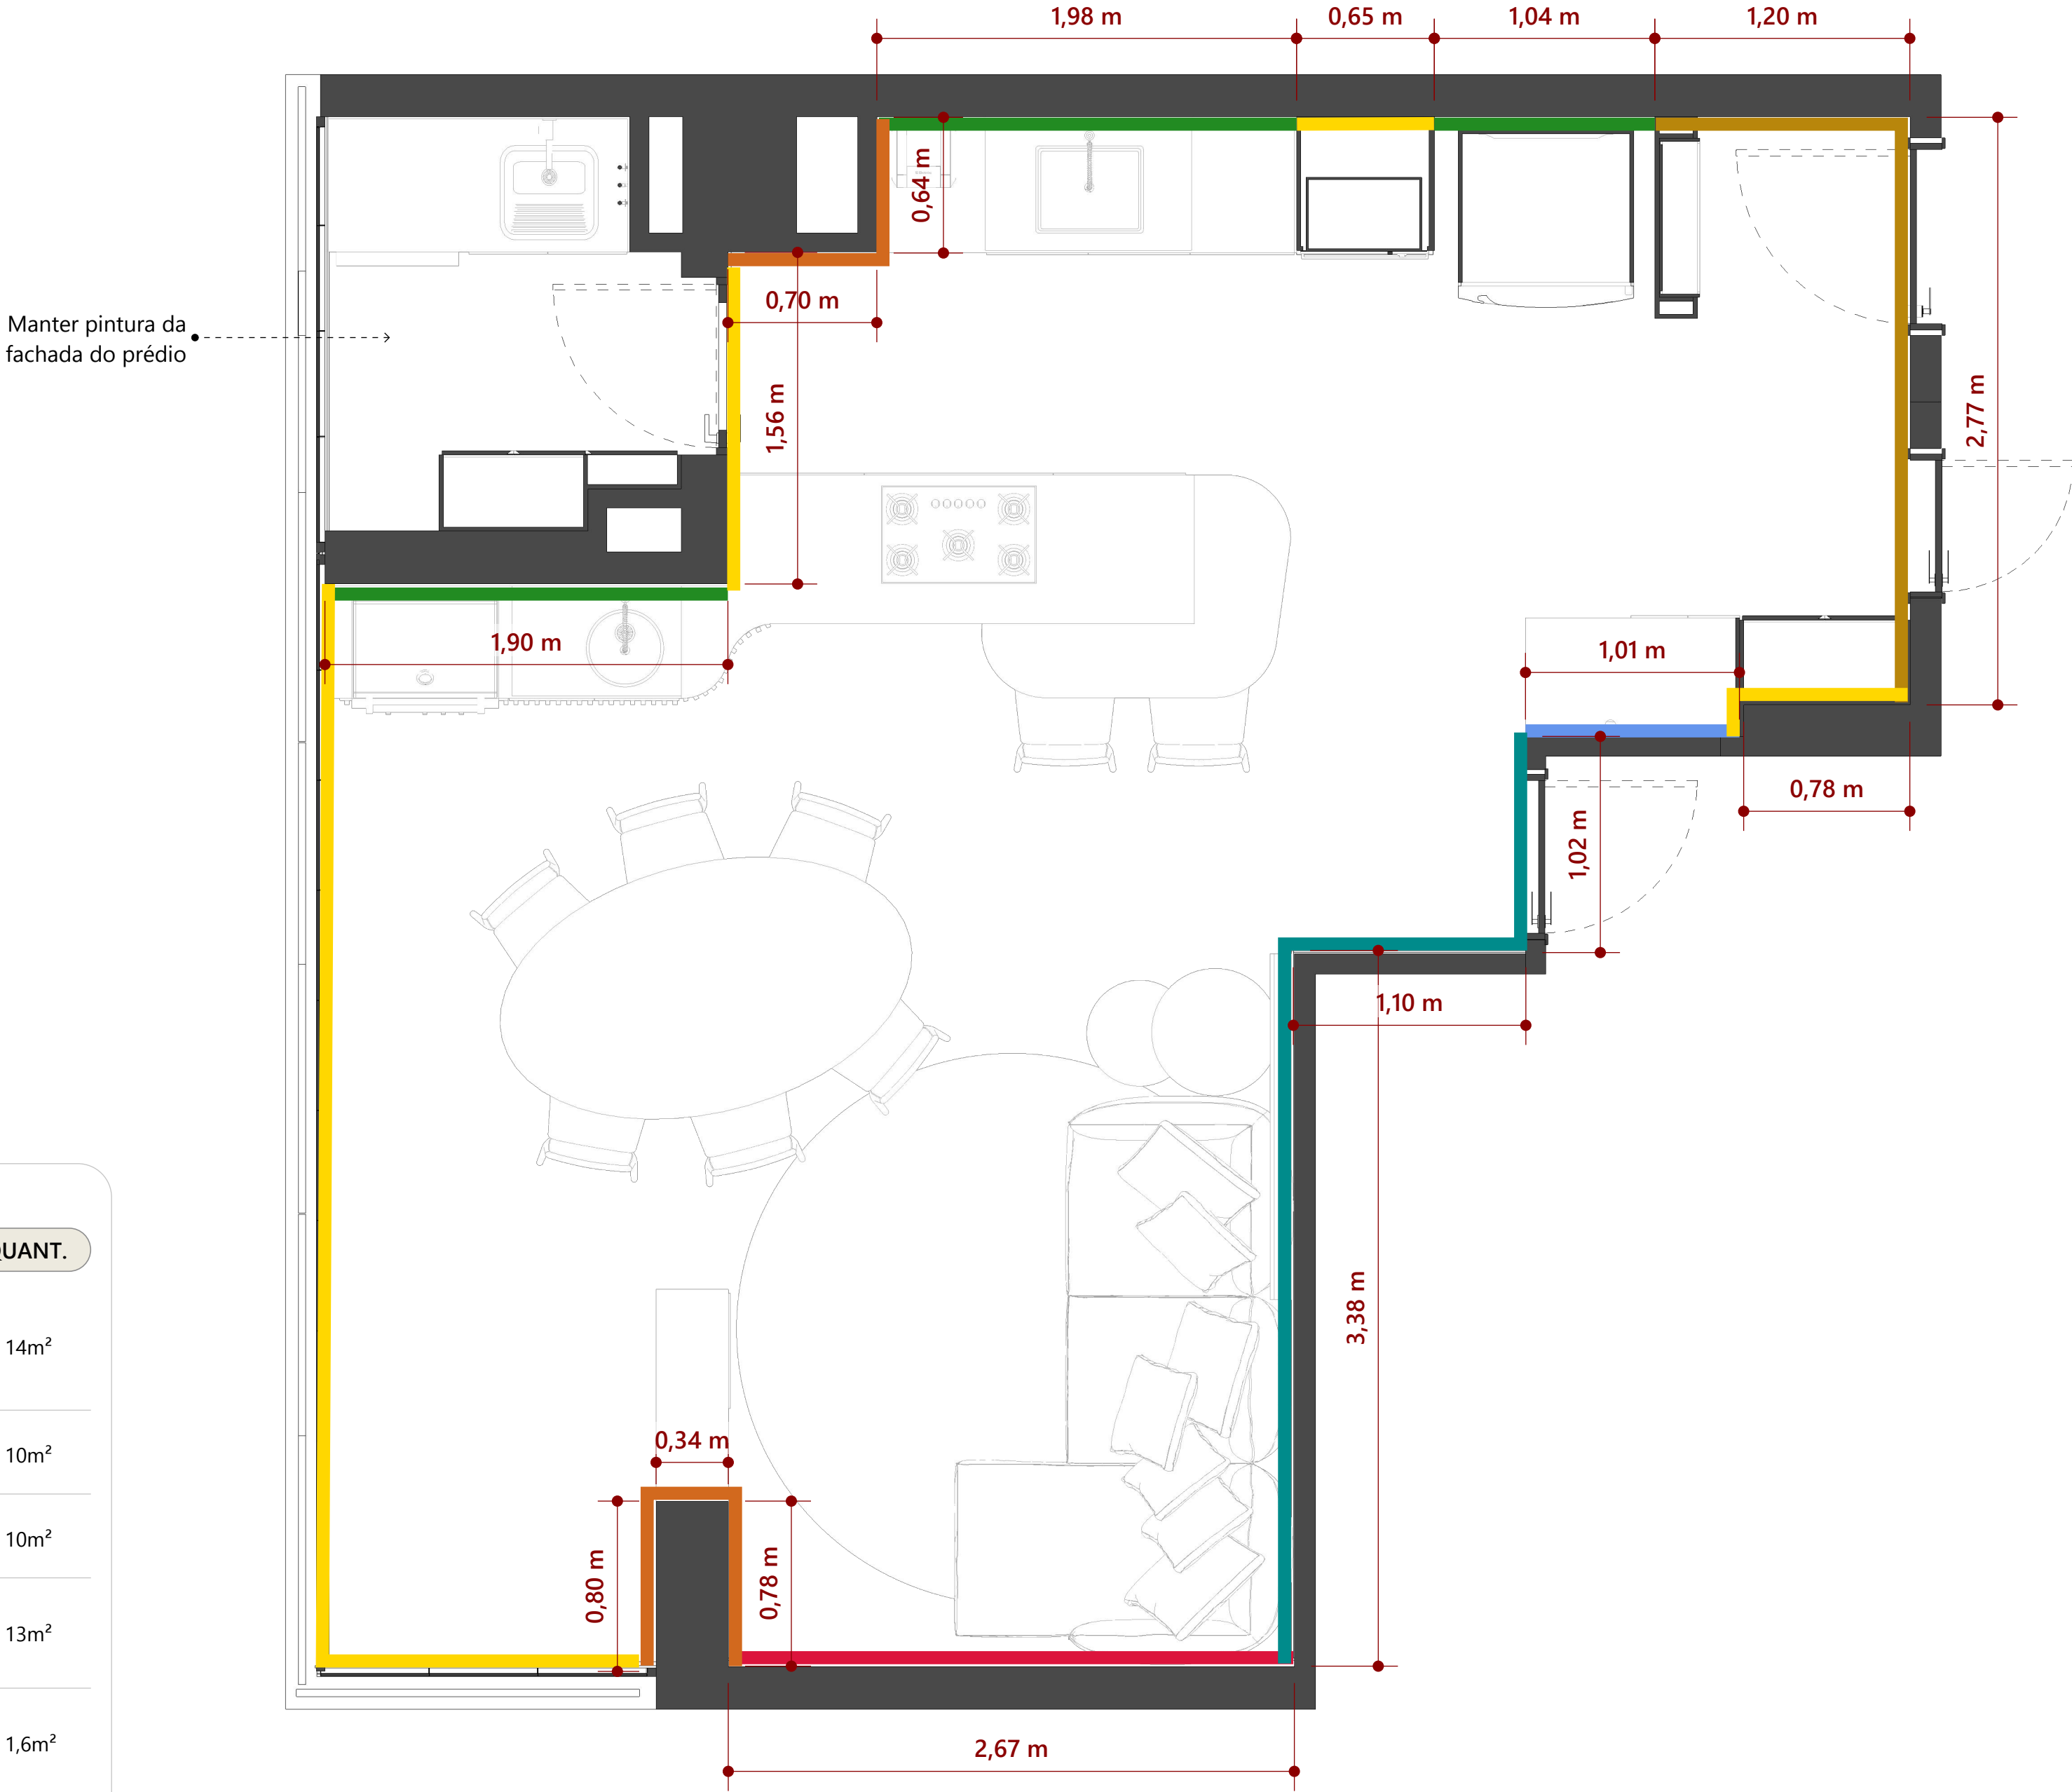 1,98 m
0,65 m
1,04 m
1,20 m
0,64 m
0,70 m
Manter pintura da
fachada do prédio
1,56 m
2,77 m
1,90 m
1,01 m
0,78 m
1,02 m
1,10 m
3,38 m
QUANT.
14m²
10m²
10m²
13m²
1,6m²
0,34 m
0,80 m
0,78 m
2,67 m